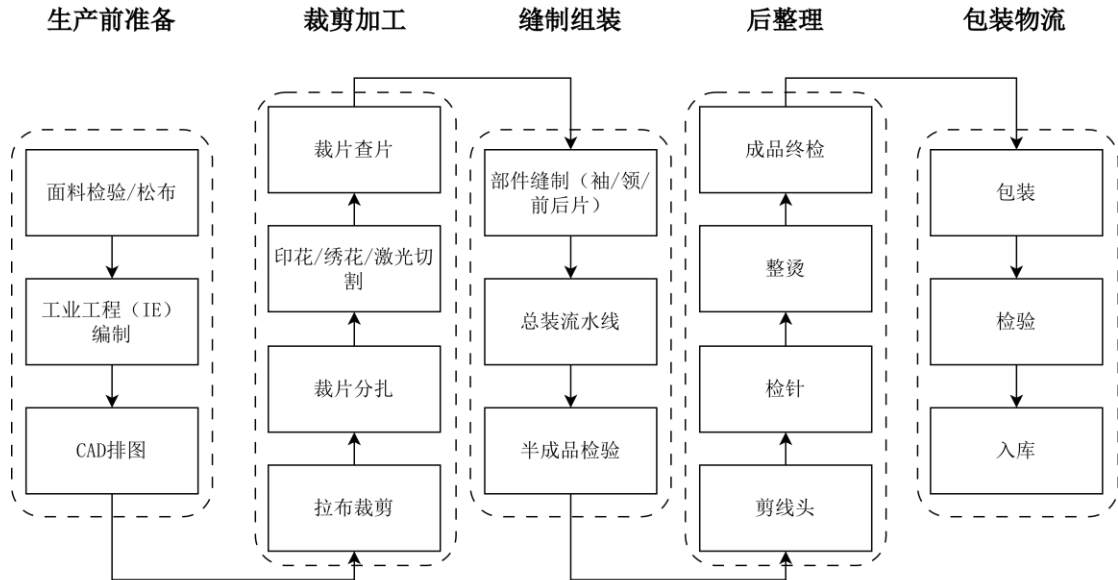 生产前准备
裁剪加工
缝制组装
后整理
包装物流
面料检验/松布
工业工程（IE）
编制
CAD排图
裁片查片
印花/绣花/激光切
割
裁片分扎
拉布裁剪
部件缝制（袖/领/
前后片）
总装流水线
半成品检验
成品终检
整烫
检针
剪线头
包装
检验
入库